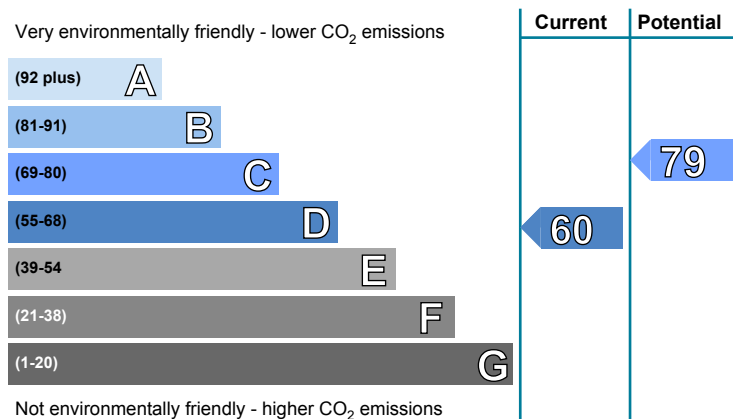 Current Potential
Very environmentally friendly - lower CO₂ emissions
(92 plus) A
(81-91) B
(69-80) C
79
(55-68) D
60
(39-54 E
(21-38) F
(1-20) G
Not environmentally friendly - higher CO₂ emissions